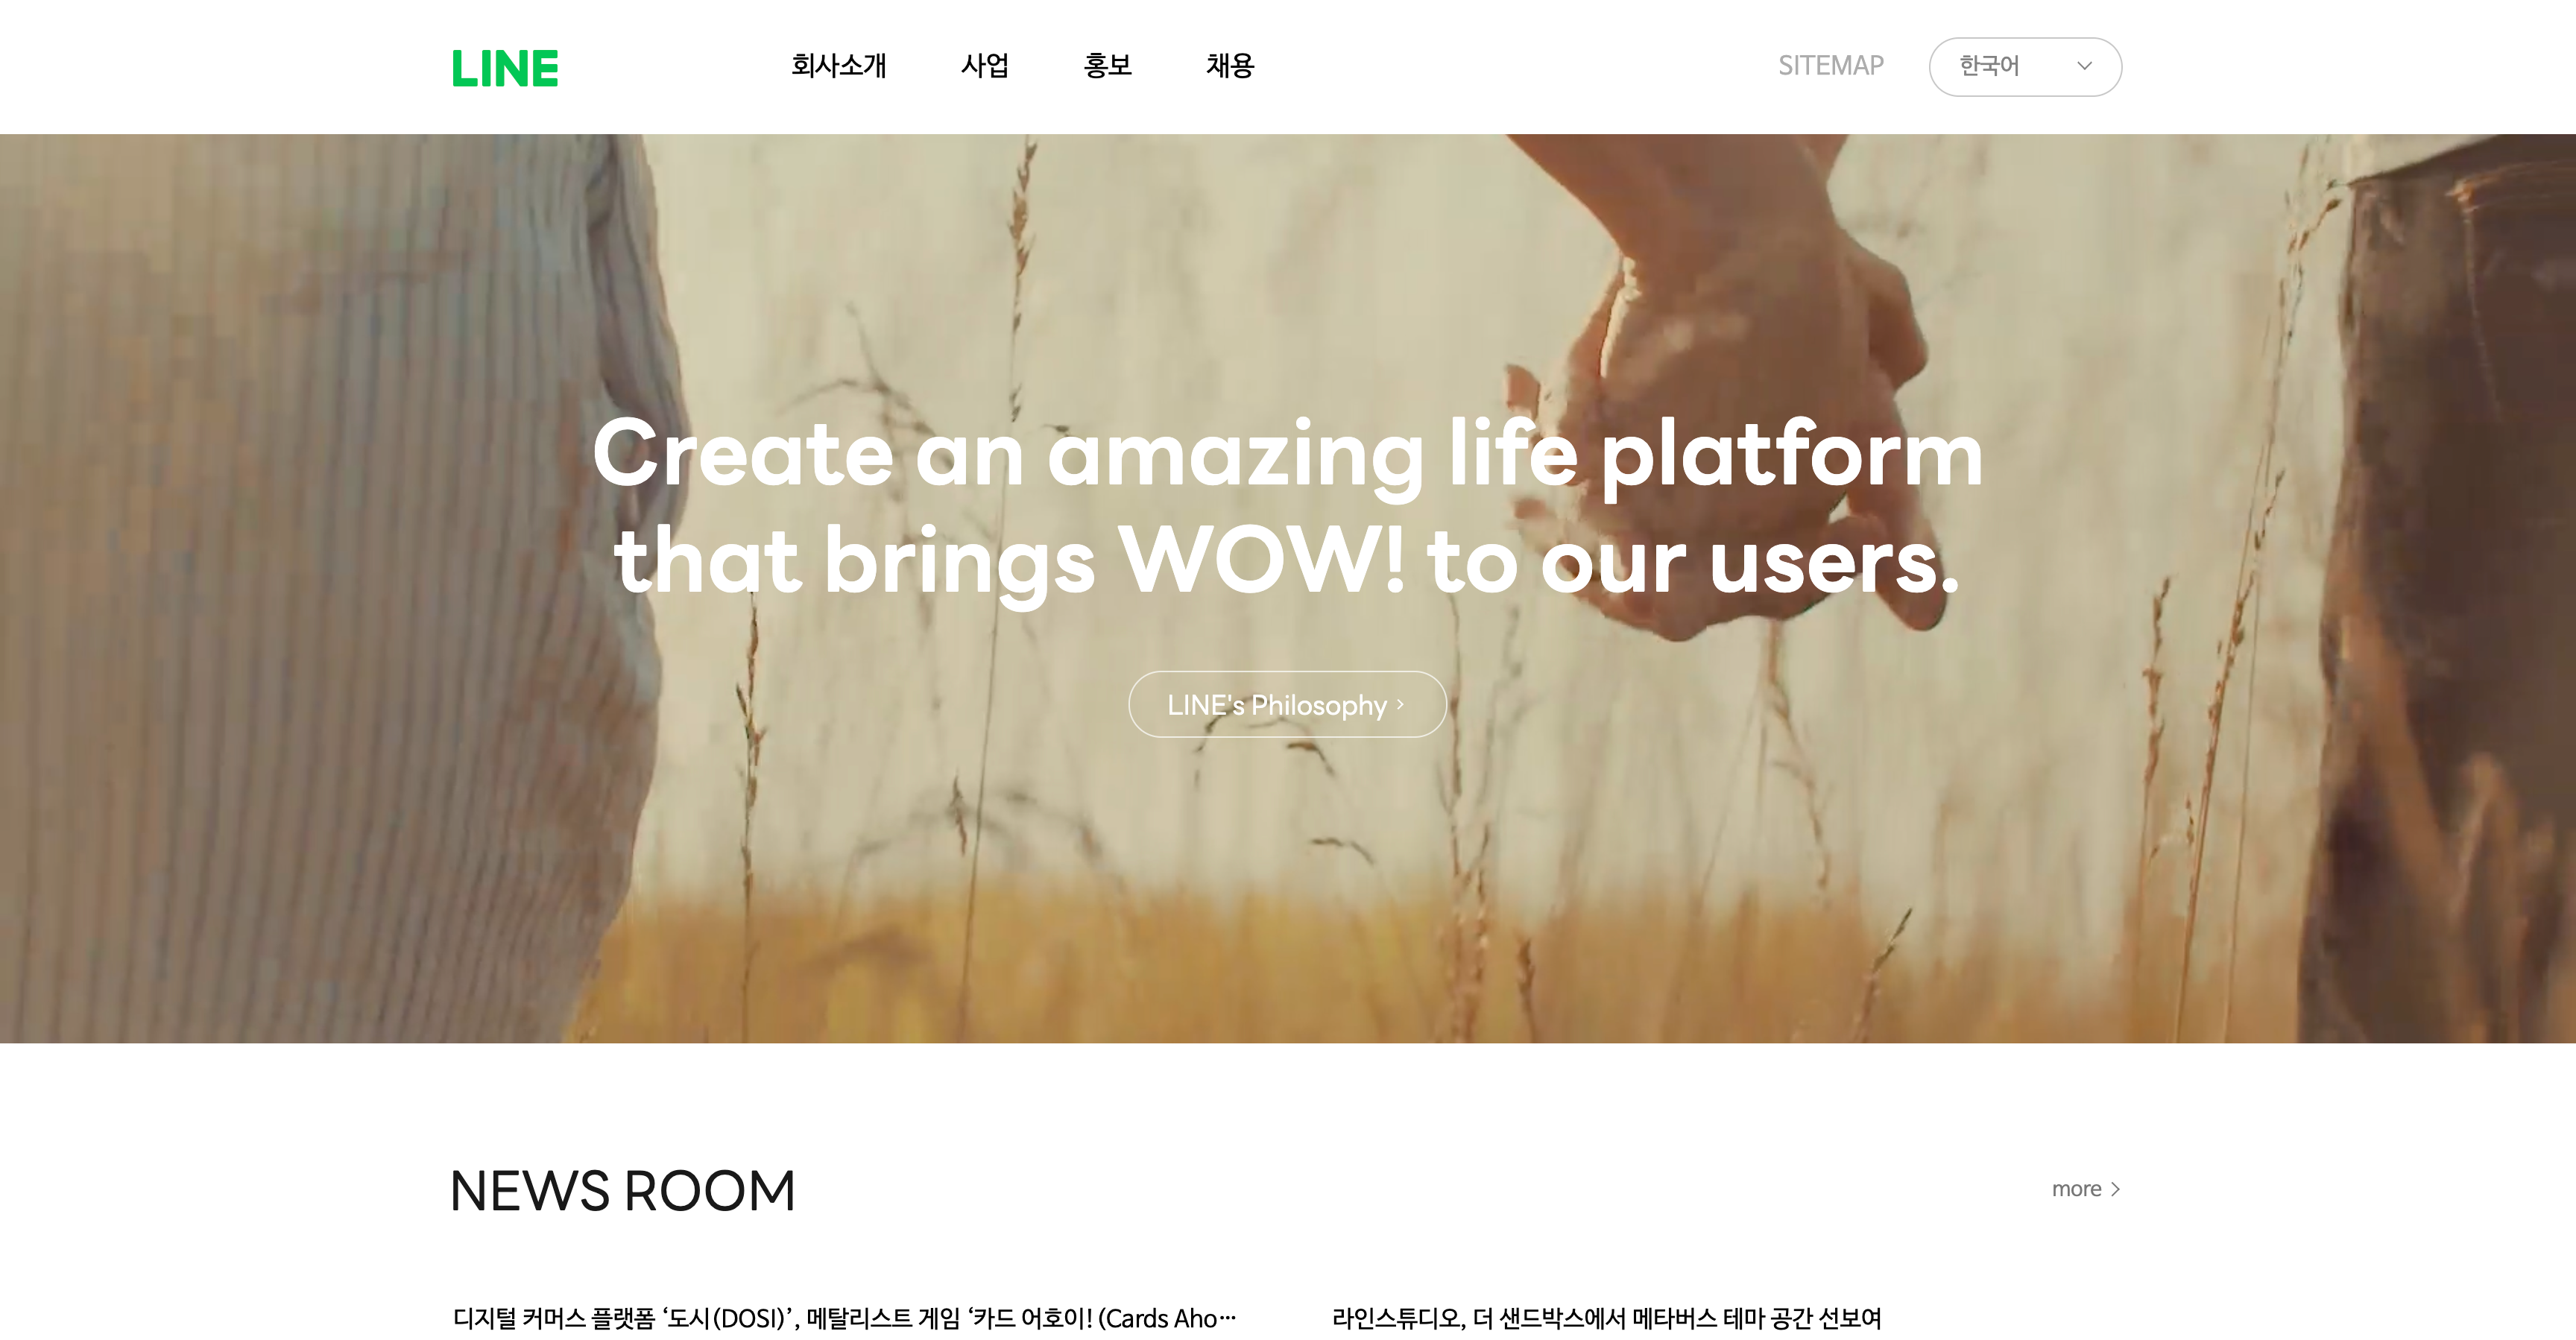 LINE
회사소개 사업 홍보 채용 SITEMAP 한국어
Create an amazing life platform
that brings WOW! to our users.
LINE's Philosophy
NEWS ROOM
more
디지털 커머스 플랫폼 ‘도시(DOSI)’, 메탈리스트 게임 ‘카드 어호이! (Cards Aho…
라인스튜디오, 더 샌드박스에서 메타버스 테마 공간 선보여